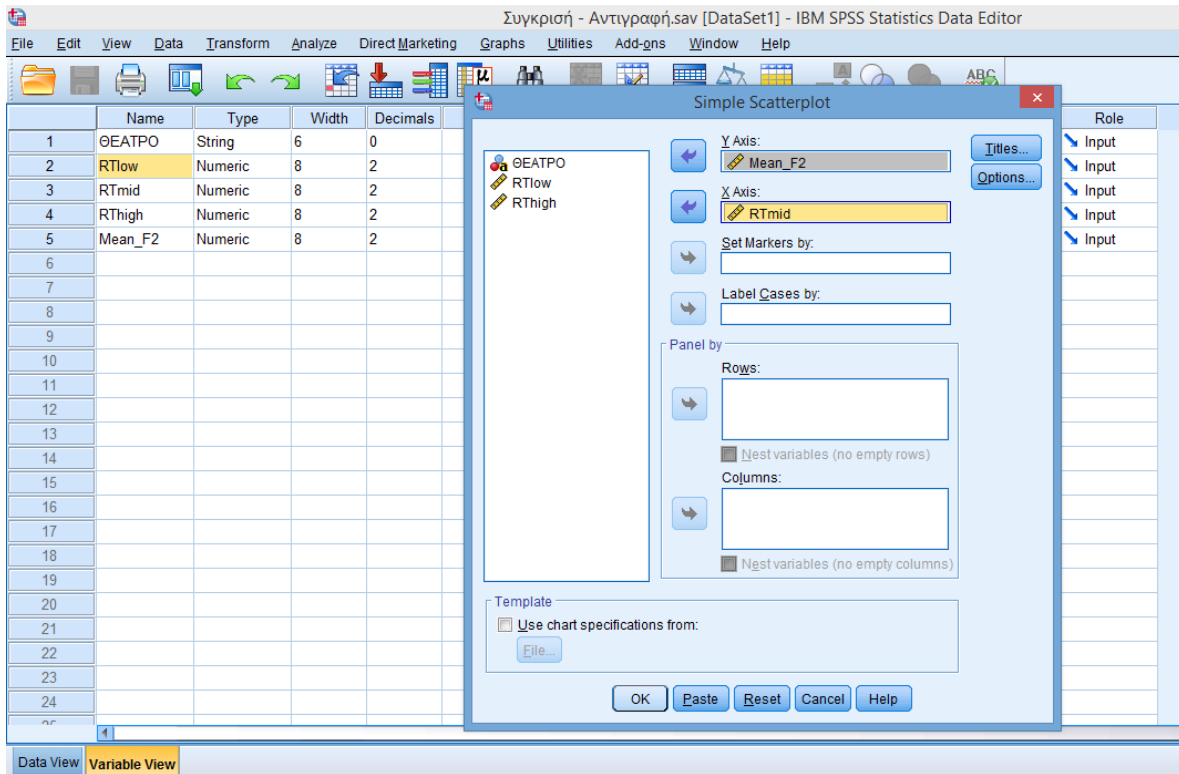 Συγκρισή - Αντιγραφή.sav [DataSet1] - IBM SPSS Statistics Data Editor
File Edit View Data Transform Analyze Direct Marketing Graphs Utilities Add-ons Window Help
Name Type Width Decimals Role
1 ΘΕΑΤΡΟ String 6 0 Input
2 RTlow Numeric 8 2 Input
3 RTmid Numeric 8 2 Input
4 RThigh Numeric 8 2 Input
5 Mean_F2 Numeric 8 2 Input
6
7
8
9
10
11
12
13
14
15
16
17
18
19
20
21
22
23
24
Simple Scatterplot
ΘΕΑΤΡΟ
RTlow
RThigh
Y Axis:
Mean_F2
X Axis:
RTmid
Set Markers by:
Label Cases by:
Panel by
Rows:
Nest variables (no empty rows)
Columns:
Nest variables (no empty columns)
Titles...
Options...
Template
Use chart specifications from:
File...
OK Paste Reset Cancel Help
Data View Variable View